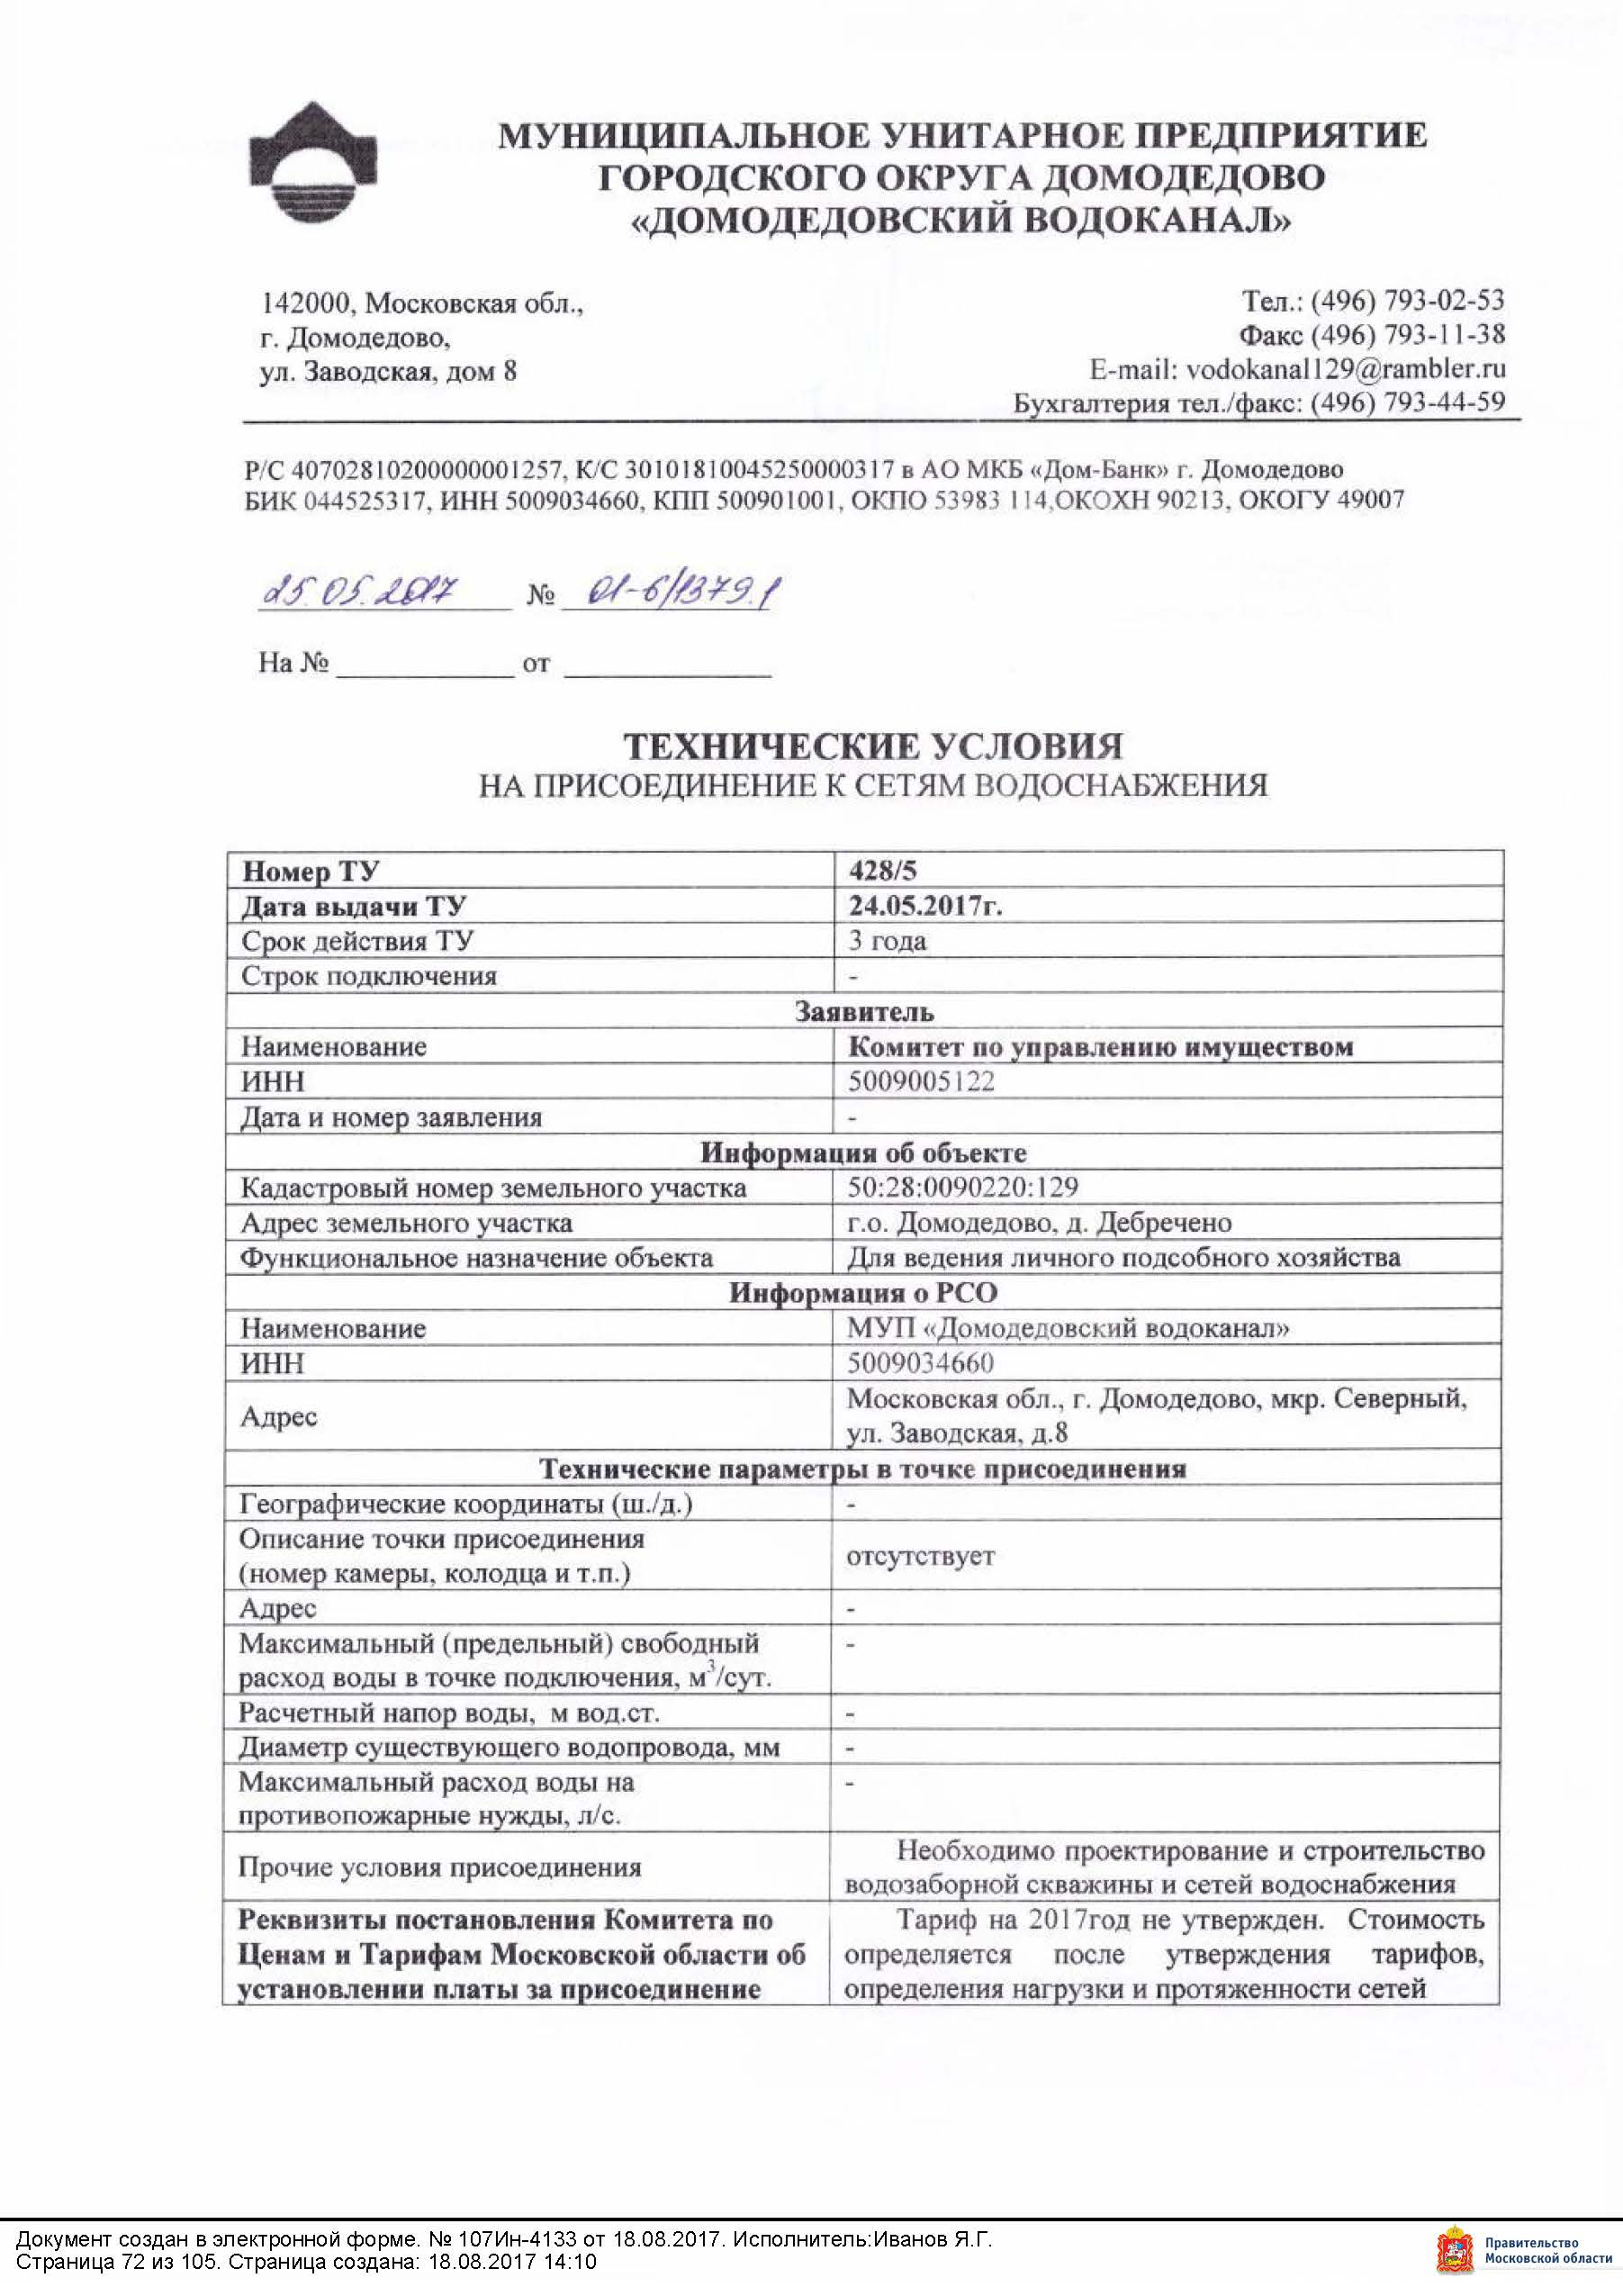 МУНИЦИПАЛЬНОЕ УНИТАРНОЕ ПРЕДПРИЯТИЕ
ГОРОДСКОГО ОКРУГА ДОМОДЕДОВО
«ДОМОДЕДОВСКИЙ ВОДОКАНАЛ»
142000, Московская обл.,
г. Домодедово,
ул. Заводская, дом 8
Тел.: (496) 793-02-53
Факс (496) 793-11-38
E-mail: vodokanal129@rambler.ru
Бухгалтерия тел./факс: (496) 793-44-59
Р/С 40702810200000001257, К/С 30101810045250000317 в АО МКБ «Дом-Банк» г. Домодедово
БИК 044525317, ИНН 5009034660, КПП 500901001, ОКПО 53983 114,ОКОХН 90213, ОКОГУ 49007
25.05.2017 № 01-6/1379.1
На № ____________ от ______________
ТЕХНИЧЕСКИЕ УСЛОВИЯ
НА ПРИСОЕДИНЕНИЕ К СЕТЯМ ВОДОСНАБЖЕНИЯ
Номер ТУ 428/5
Дата выдачи ТУ 24.05.2017г.
Срок действия ТУ 3 года
Строк подключения -
Заявитель
Наименование Комитет по управлению имуществом
ИНН 5009005122
Дата и номер заявления -
Информация об объекте
Кадастровый номер земельного участка 50:28:0090220:129
Адрес земельного участка г.о. Домодедово, д. Дебречено
Функциональное назначение объекта Для ведения личного подсобного хозяйства
Информация о РСО
Наименование МУП «Домодедовский водоканал»
ИНН 5009034660
Адрес
Московская обл., г. Домодедово, мкр. Северный,
ул. Заводская, д.8
Технические параметры в точке присоединения
Географические координаты (ш./д.) -
Описание точки присоединения
(номер камеры, колодца и т.п.)
отсутствует
Адрес -
Максимальный (предельный) свободный -
расход воды в точке подключения, м³/сут.
Расчетный напор воды, м вод.ст. -
Диаметр существующего водопровода, мм -
Максимальный расход воды на -
противопожарные нужды, л/с.
Прочие условия присоединения
Необходимо проектирование и строительство
водозаборной скважины и сетей водоснабжения
Реквизиты постановления Комитета по
Ценам и Тарифам Московской области об
установлении платы за присоединение
Тариф на 2017год не утвержден. Стоимость
определяется после утверждения тарифов,
определения нагрузки и протяженности сетей
Документ создан в электронной форме. № 107Ин-4133 от 18.08.2017. Исполнитель:Иванов Я.Г.
Страница 72 из 105. Страница создана: 18.08.2017 14:10
Правительство
Московской области